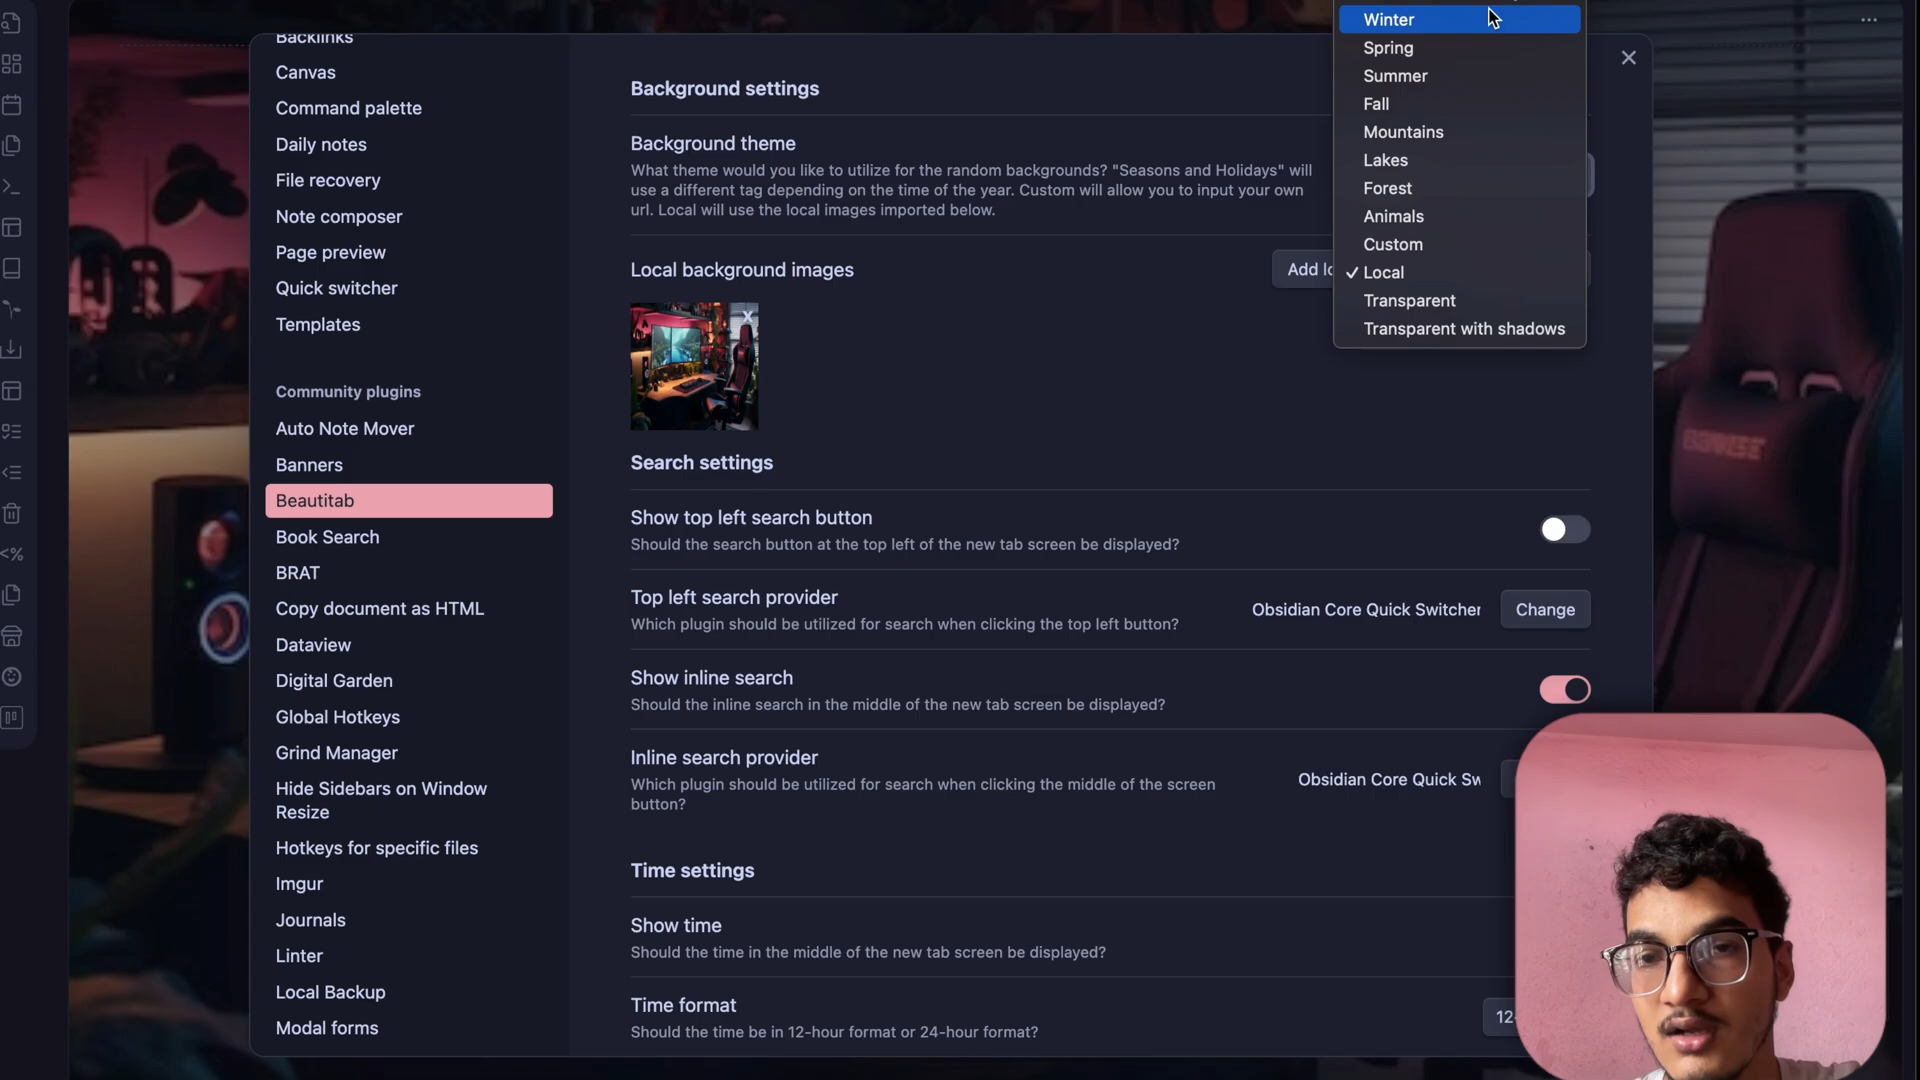 Winter
Spring
Summer
Fall
Mountains
Lakes
Forest
Animals
Custom
✓ Local
Transparent
Transparent with shadows
Backlinks
Canvas
Command palette
Daily notes
File recovery
Note composer
Page preview
Quick switcher
Templates
Community plugins
Auto Note Mover
Banners
Beautitab
Book Search
BRAT
Copy document as HTML
Dataview
Digital Garden
Global Hotkeys
Grind Manager
Hide Sidebars on Window
Resize
Hotkeys for specific files
Imgur
Journals
Linter
Local Backup
Modal forms
Background settings
Background theme
What theme would you like to utilize for the random backgrounds? "Seasons and Holidays" will
use a different tag depending on the time of the year. Custom will allow you to input your own
url. Local will use the local images imported below.
Local background images
Add lo
x
Search settings
Show top left search button
Should the search button at the top left of the new tab screen be displayed?
Top left search provider
Which plugin should be utilized for search when clicking the top left button?
Obsidian Core Quick Switcher
Change
Show inline search
Should the inline search in the middle of the new tab screen be displayed?
Inline search provider
Which plugin should be utilized for search when clicking the middle of the screen
button?
Obsidian Core Quick Sw
Time settings
Show time
Should the time in the middle of the new tab screen be displayed?
Time format
Should the time be in 12-hour format or 24-hour format?
12-